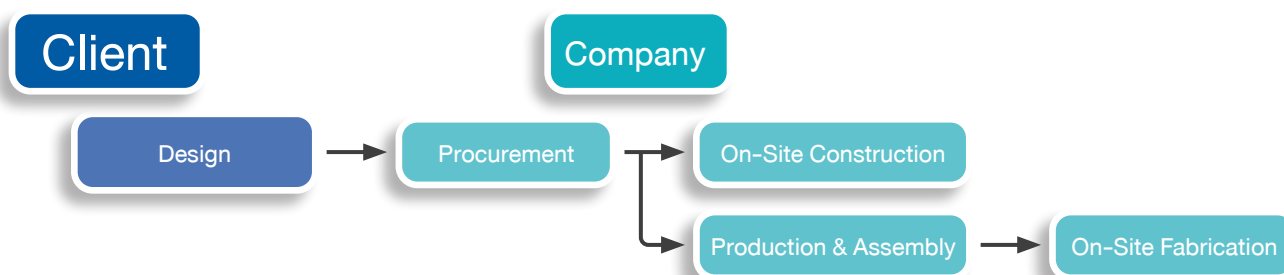 Client
Company
Design
Procurement
On-Site Construction
Production & Assembly
On-Site Fabrication